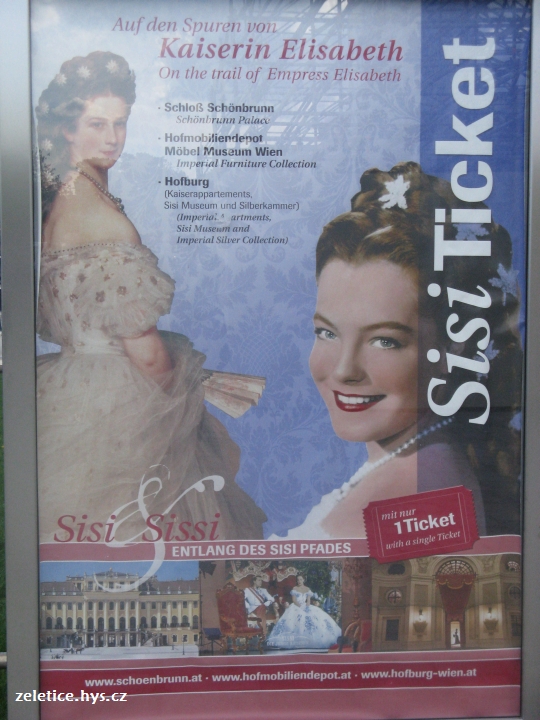 Auf den Spuren von
Kaiserin Elisabeth
On the trail of Empress Elisabeth
· Schloß Schönbrunn
Schönbrunn Palace
· Hofmobiliendepot
Möbel Museum Wien
Imperial Furniture Collection
· Hofburg
(Kaiserappartements,
Sisi Museum und Silberkammer)
(Imperial Apartments,
Sisi Museum and
Imperial Silver Collection)
Sisi Ticket
Sisi & Sissi
ENTLANG DES SISI PFADES
mit nur
1 Ticket
with a single Ticket
www.schoenbrunn.at · www.hofmobiliendepot.at · www.hofburg-wien.at
zeletice.hys.cz